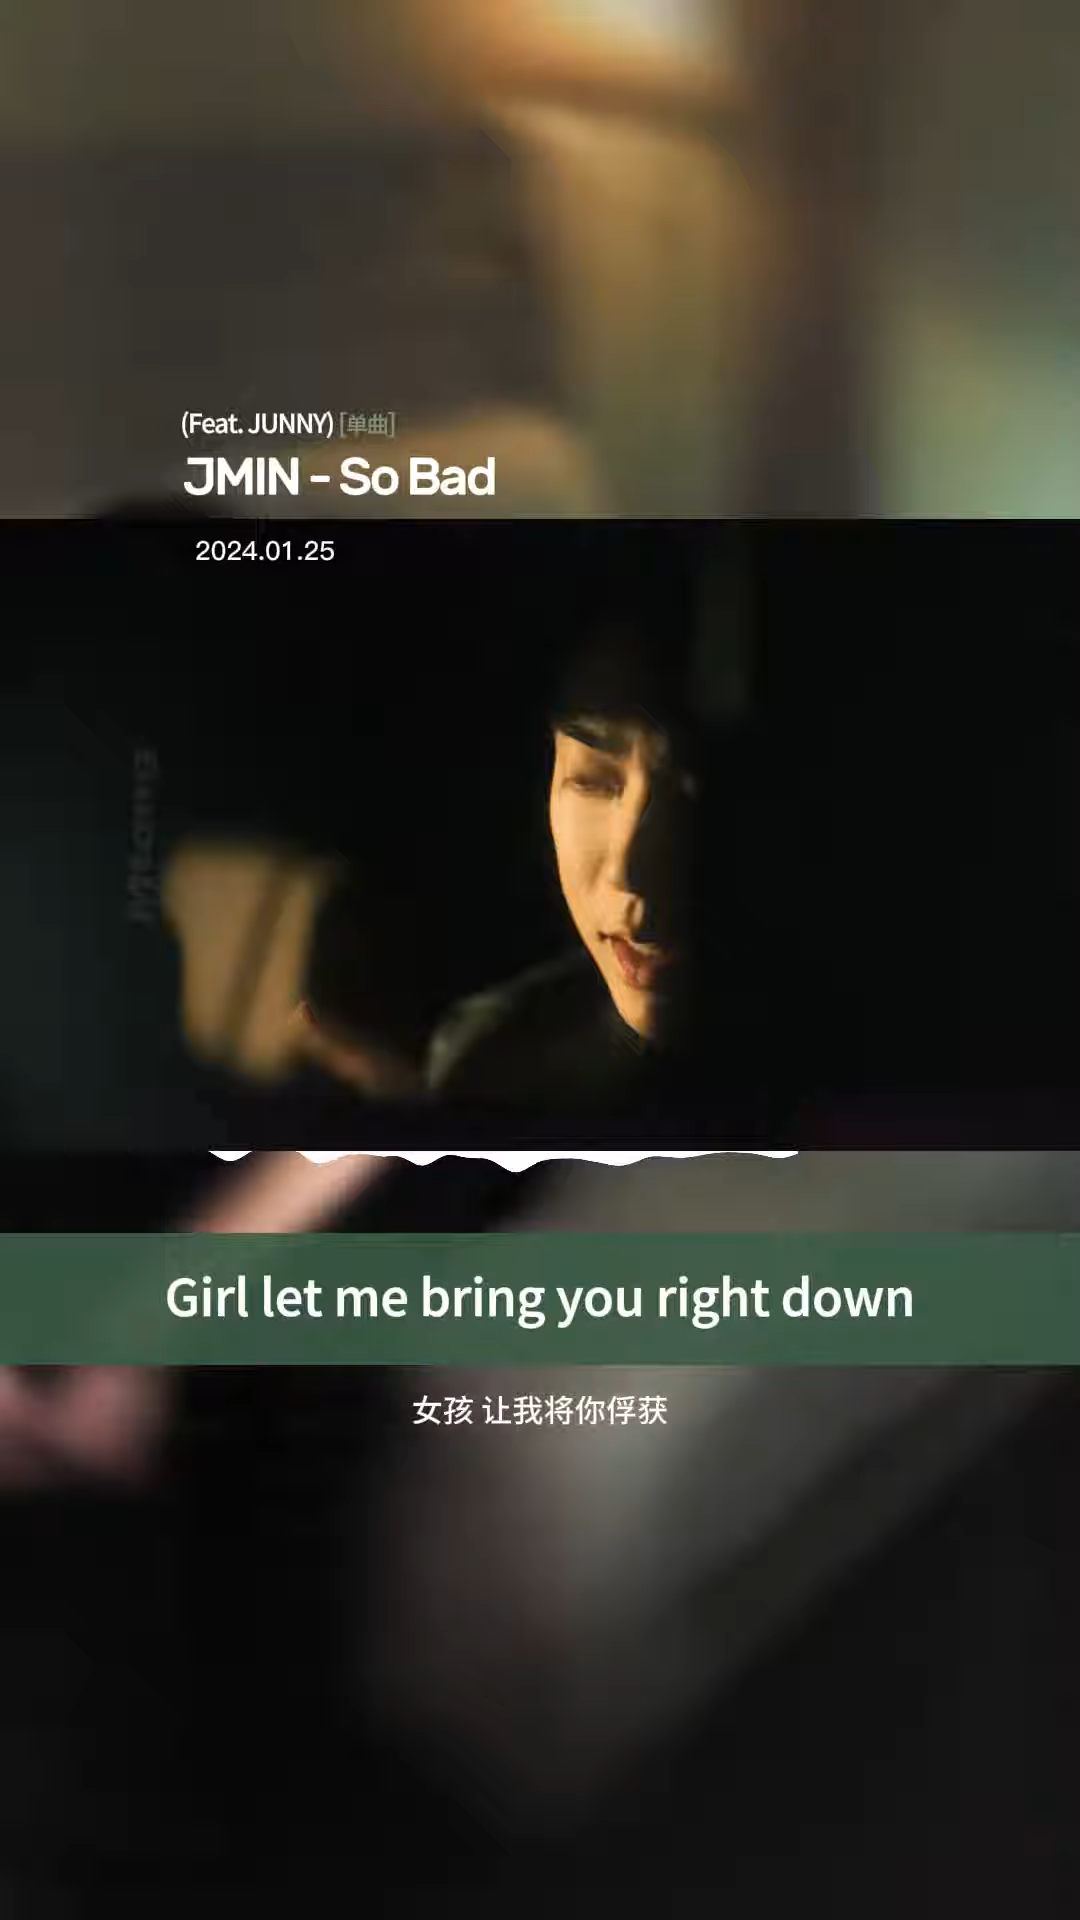 (Feat. JUNNY) [单曲]
JMIN - So Bad
2024.01.25
Girl let me bring you right down
女孩 让我将你俘获